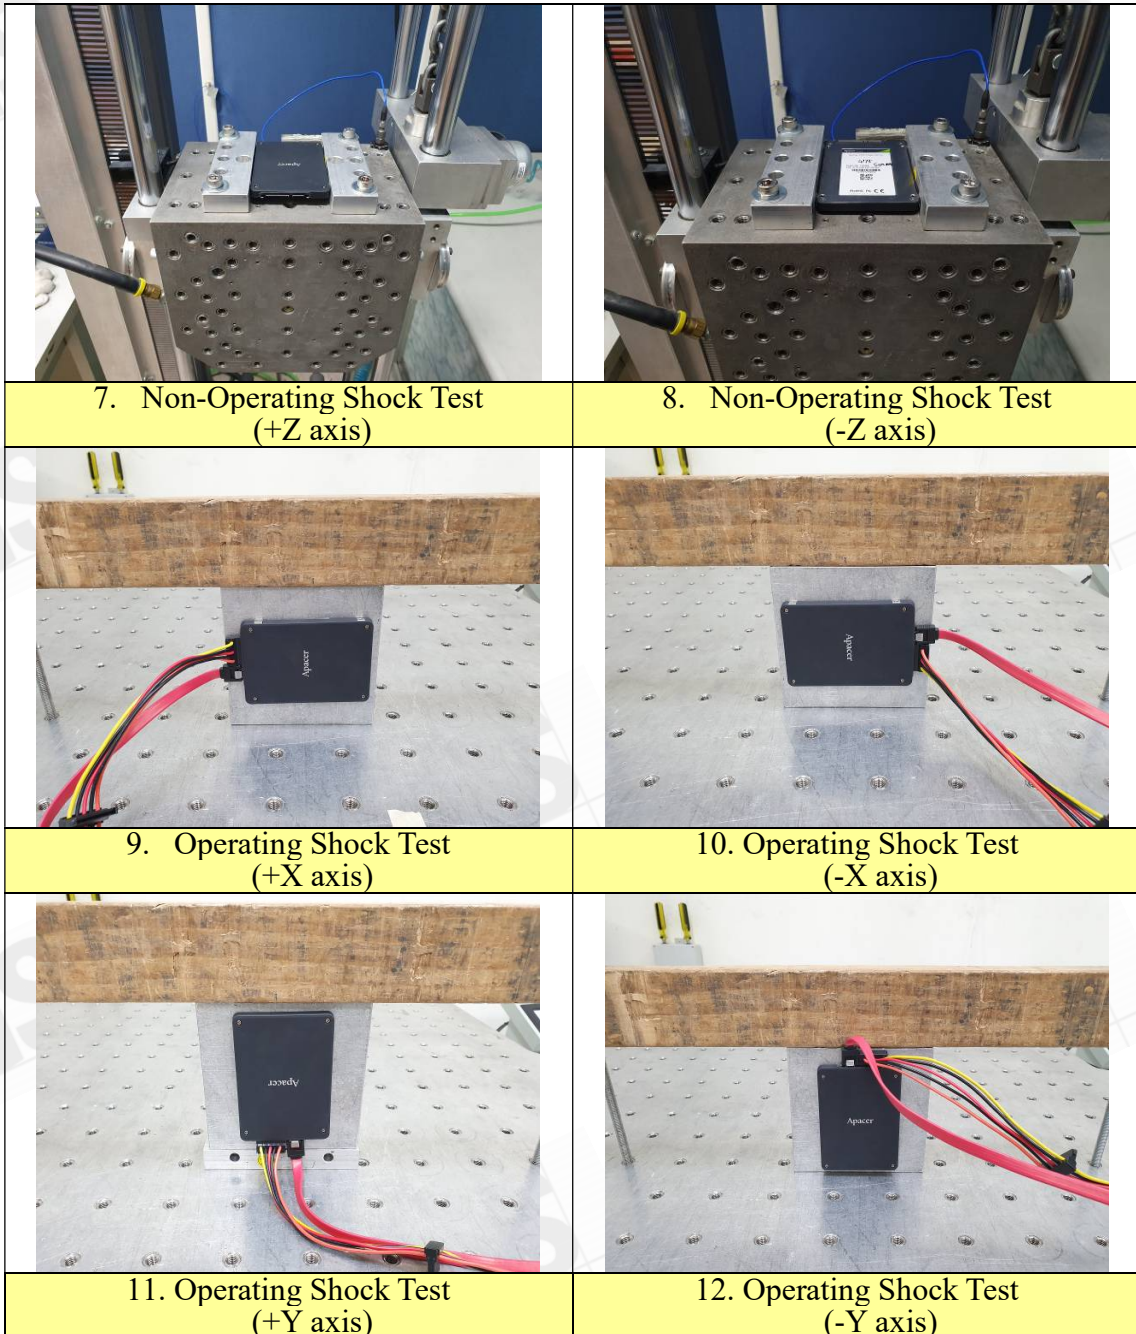 Apacer
7. Non-Operating Shock Test
(+Z axis)
8. Non-Operating Shock Test
(-Z axis)
Apacer
Apacer
9. Operating Shock Test
(+X axis)
10. Operating Shock Test
(-X axis)
Apacer
Apacer
11. Operating Shock Test
(+Y axis)
12. Operating Shock Test
(-Y axis)